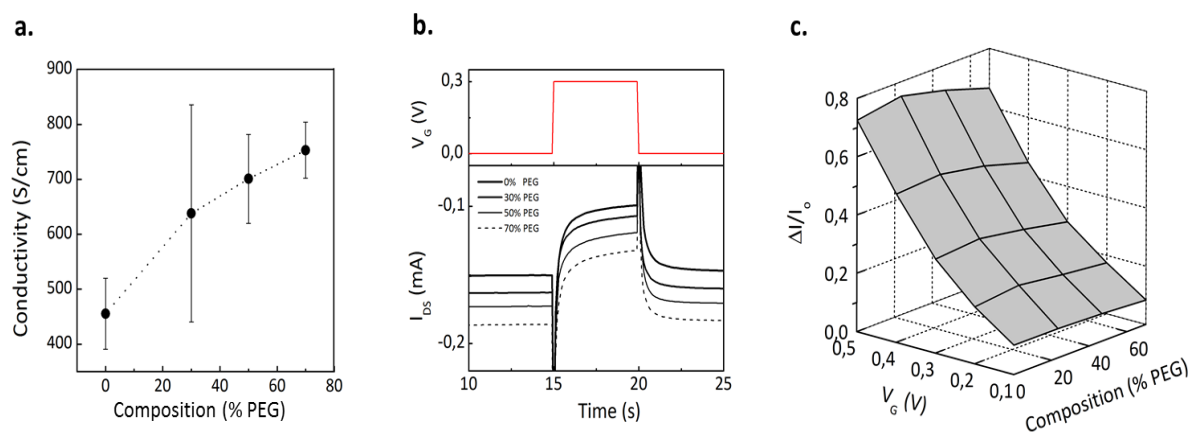 a.
900
800
700
600
500
400
Conductivity (S/cm)
0 20 40 60 80
Composition (% PEG)
b.
0,3
0,0
V_G (V)
0% PEG
30% PEG
50% PEG
70% PEG
-0,1
-0,2
I_DS (mA)
10 15 20 25
Time (s)
c.
0,8
0,6
0,4
0,2
0,0
ΔI/I_o
0,5 0,4 0,3 0,2 0,1
V_G (V)
0 20 40 60
Composition (% PEG)